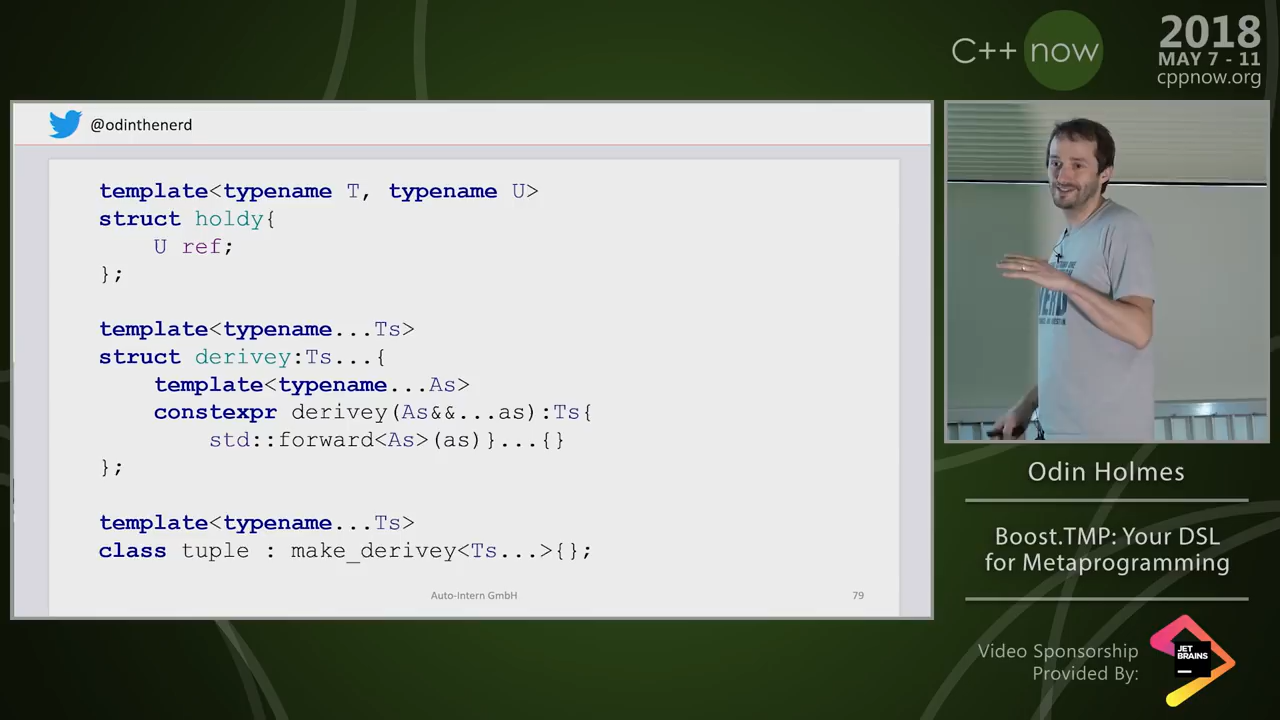 C++ now
2018
MAY 7 - 11
cppnow.org
@odinthenerd
template<typename T, typename U>
struct holdy{
    U ref;
};
template<typename...Ts>
struct derivey:Ts...{
    template<typename...As>
    constexpr derivey(As&&...as):Ts{
        std::forward<As>(as)}...{}
};
template<typename...Ts>
class tuple : make_derivey<Ts...>{};
Auto-Intern GmbH
79
Odin Holmes
Boost.TMP: Your DSL
for Metaprogramming
Video Sponsorship
Provided By:
JET
BRAINS